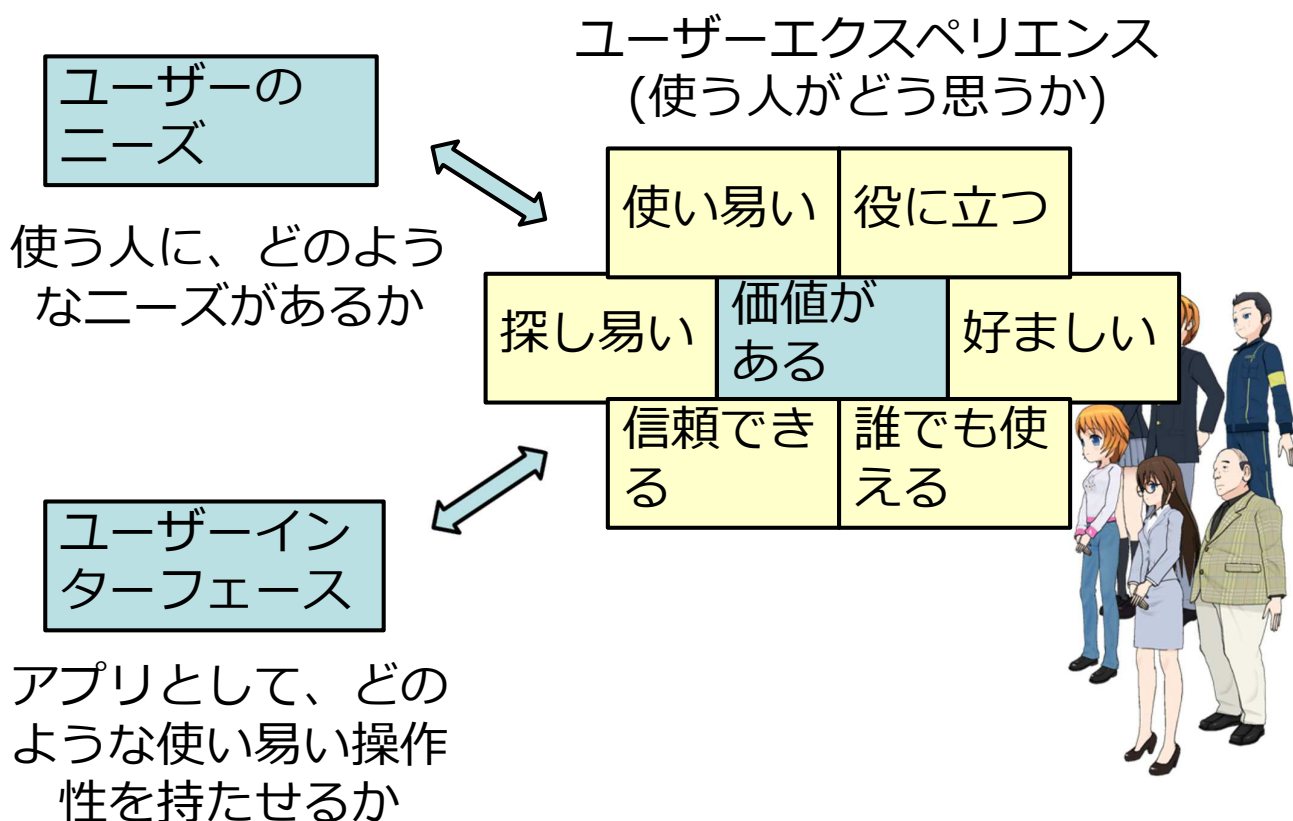 ユーザーエクスペリエンス
(使う人がどう思うか)
ユーザーの
ニーズ
使う人に、どのよう
なニーズがあるか
使い易い
役に立つ
探し易い
価値が
ある
好ましい
信頼でき
る
誰でも使
える
ユーザーイン
ターフェース
アプリとして、どの
ような使い易い操作
性を持たせるか